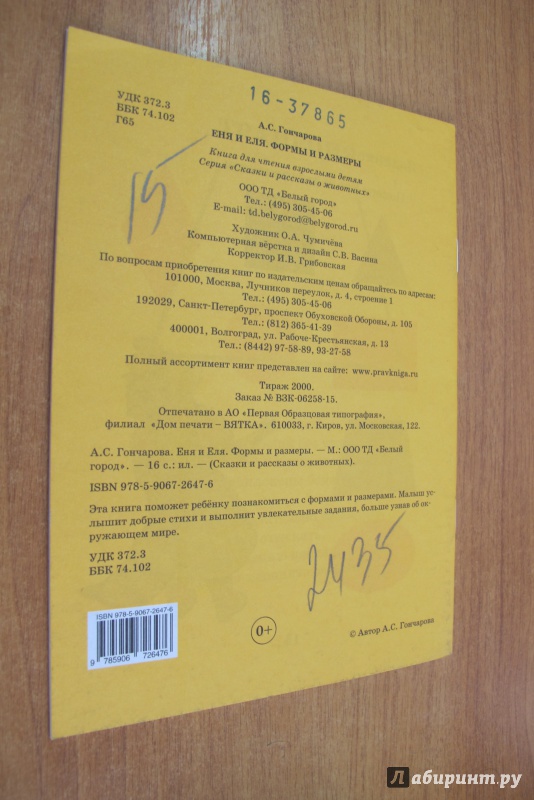 16-37865
УДК 372.3
ББК 74.102
Г65
А.С. Гончарова
ЕНЯ И ЕЛЯ. ФОРМЫ И РАЗМЕРЫ
Книга для чтения взрослыми детям
Серия «Сказки и рассказы о животных»
15
ООО ТД «Белый город»
Тел.: (495) 305-45-06
E-mail: td.belygorod@belygorod.ru
Художник О.А. Чумичёва
Компьютерная вёрстка и дизайн С.В. Васина
Корректор И.В. Грибовская
По вопросам приобретения книг по издательским ценам обращайтесь по адресам:
101000, Москва, Лучников переулок, д. 4, строение 1
Тел.: (495) 305-45-06
192029, Санкт-Петербург, проспект Обуховской Обороны, д. 105
Тел.: (812) 365-41-39
400001, Волгоград, ул. Рабоче-Крестьянская, д. 13
Тел.: (8442) 97-58-89, 93-27-58
Полный ассортимент книг представлен на сайте: www.pravkniga.ru
Тираж 2000.
Заказ № ВЗК-06258-15.
Отпечатано в АО «Первая Образцовая типография»,
филиал «Дом печати – ВЯТКА». 610033, г. Киров, ул. Московская, 122.
А.С. Гончарова. Еня и Еля. Формы и размеры. — М.: ООО ТД «Белый
город». — 16 с.: ил. — (Сказки и рассказы о животных).
ISBN 978-5-9067-2647-6
Эта книга поможет ребёнку познакомиться с формами и размерами. Малыш ус-
лышит добрые стихи и выполнит увлекательные задания, больше узнав об ок-
ружающем мире.
УДК 372.3
ББК 74.102
2435
ISBN 978-5-9067-2647-6
9 785906 726476
0+
© Автор А.С. Гончарова
Лабиринт.ру